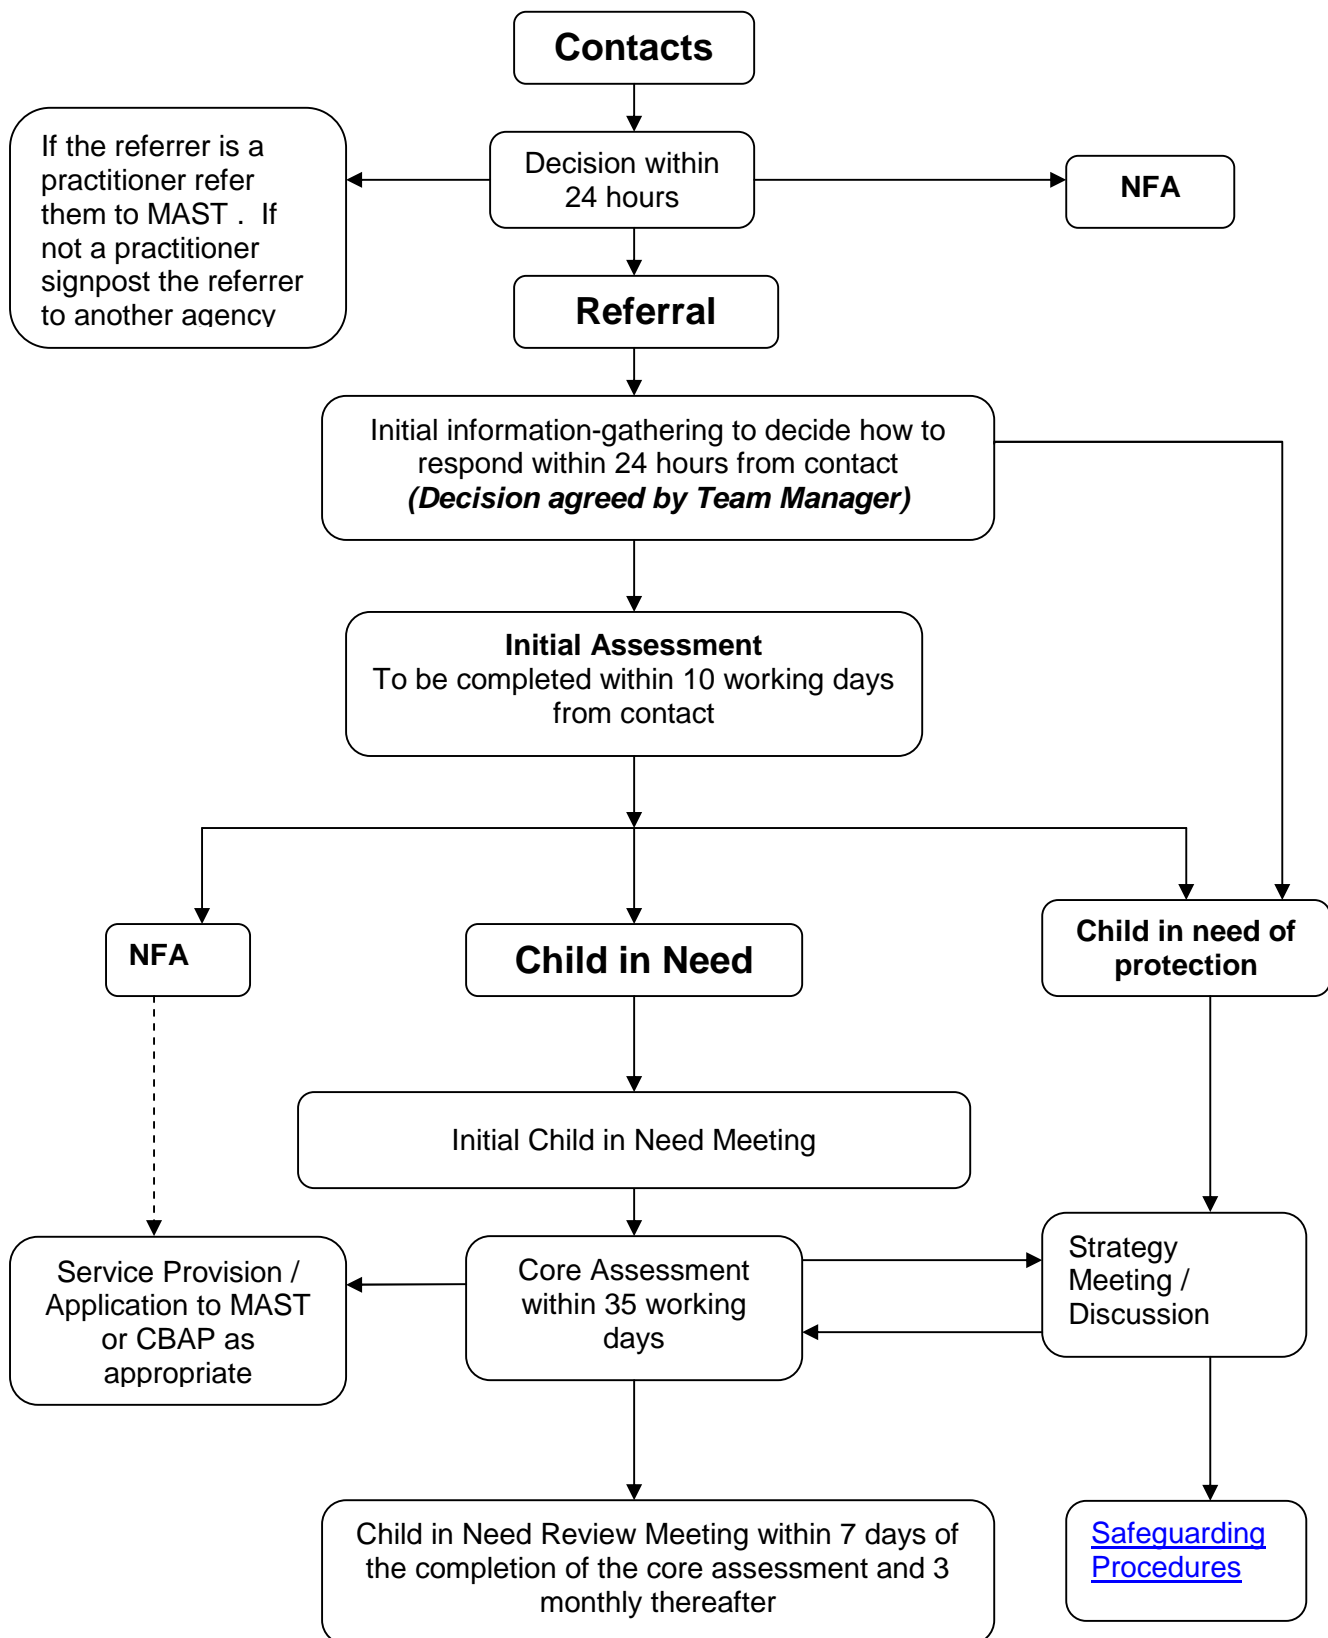 Contacts
If the referrer is a
practitioner refer
them to MAST .  If
not a practitioner
signpost the referrer
to another agency
Decision within
24 hours
NFA
Referral
Initial information-gathering to decide how to
respond within 24 hours from contact
(Decision agreed by Team Manager)
Initial Assessment
To be completed within 10 working days
from contact
NFA
Child in Need
Child in need of
protection
Initial Child in Need Meeting
Service Provision /
Application to MAST
or CBAP as
appropriate
Core Assessment
within 35 working
days
Strategy
Meeting /
Discussion
Child in Need Review Meeting within 7 days of
the completion of the core assessment and 3
monthly thereafter
Safeguarding
Procedures